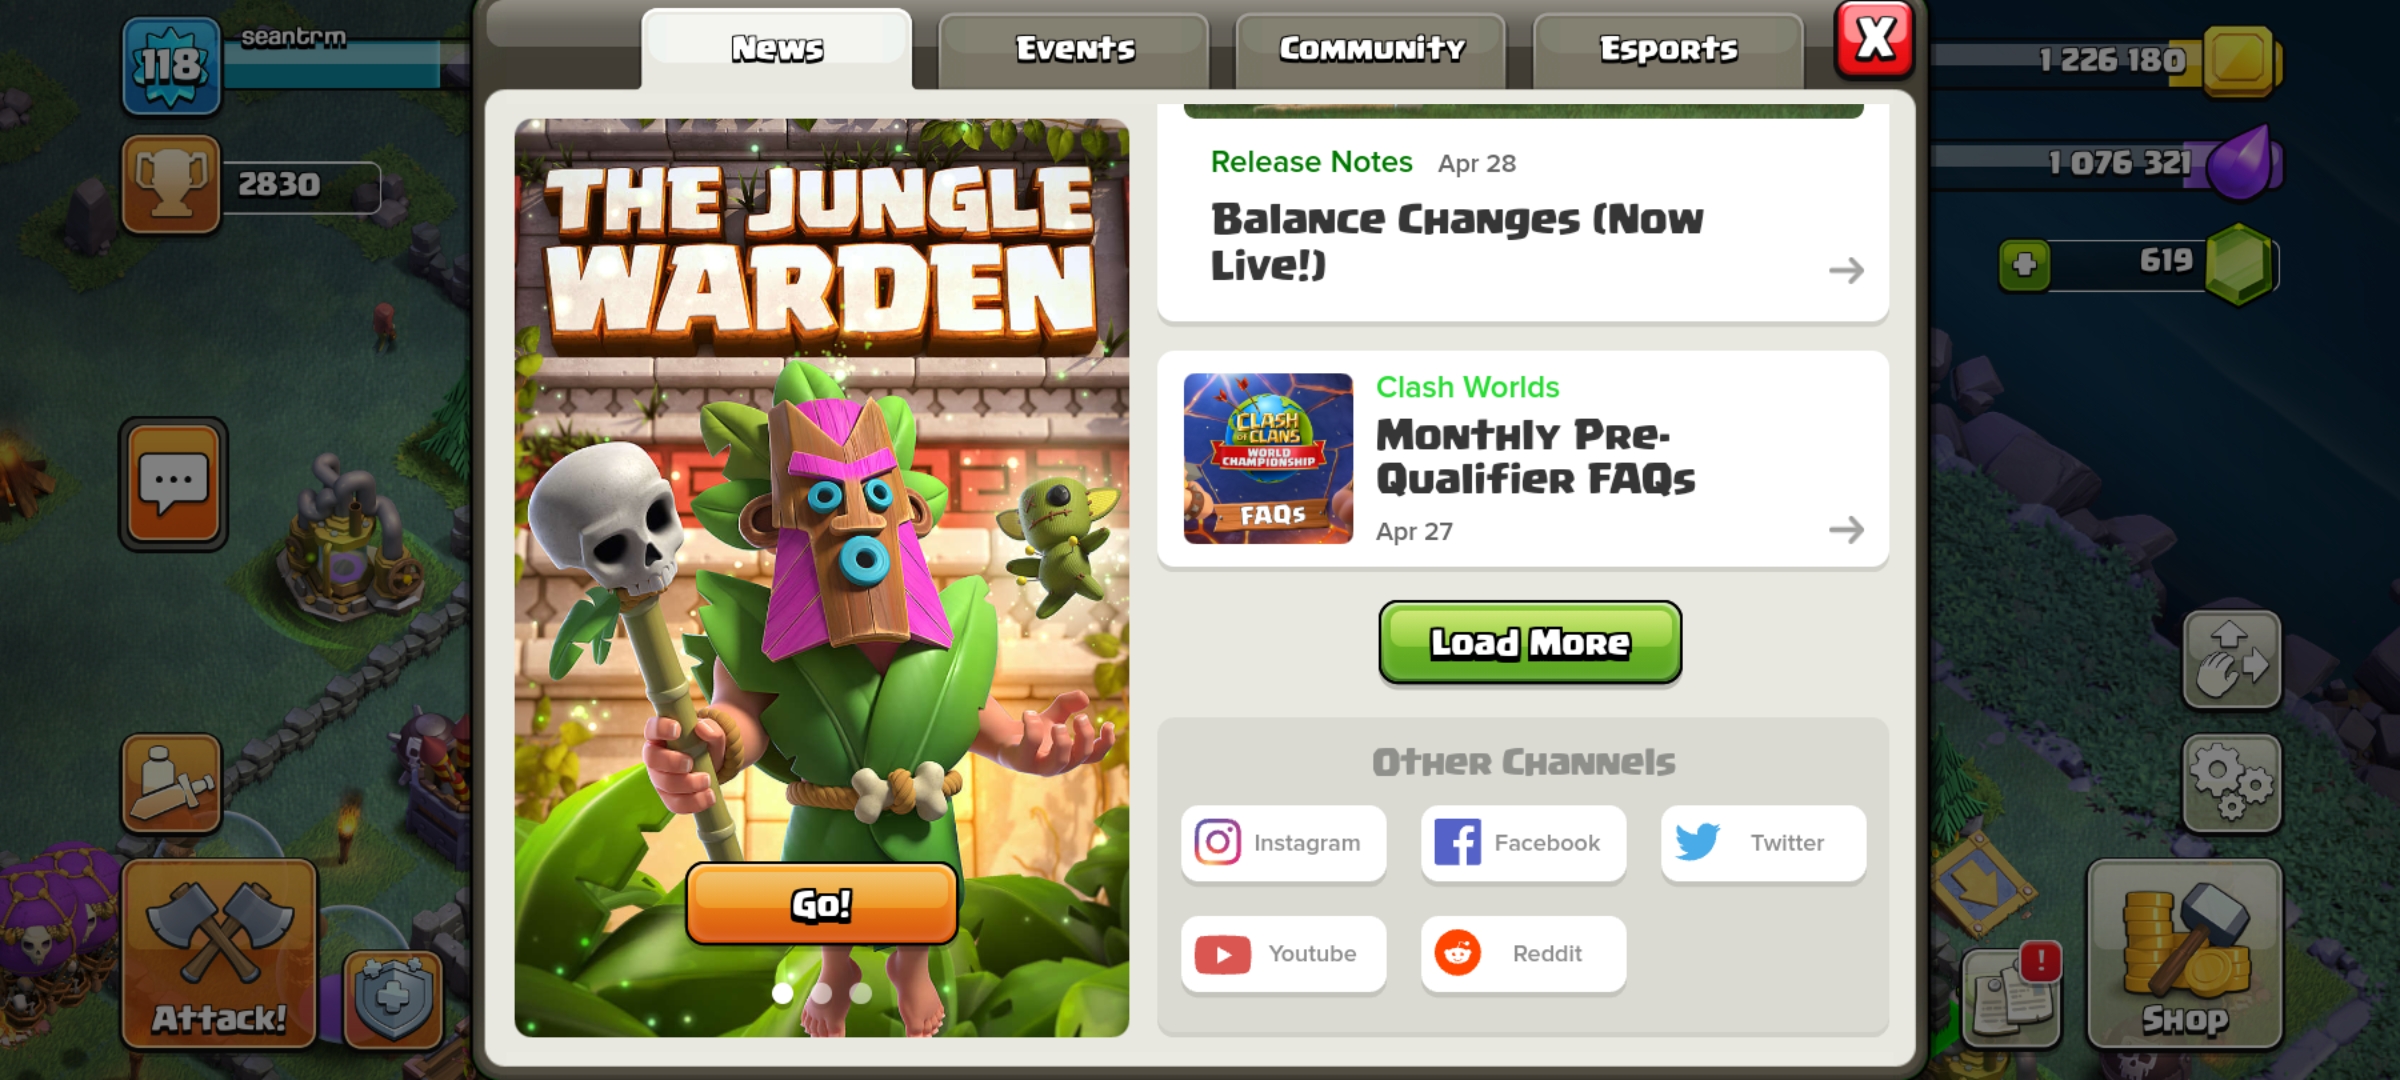 118
seantrm
2830
News
Events
Community
Esports
X
1 226 180
1 076 321
619
THE JUNGLE
WARDEN
Go!
Release Notes Apr 28
Balance Changes (Now
Live!)
CLASH
OF CLANS
WORLD
CHAMPIONSHIP
FAQs
Clash Worlds
Monthly Pre-
Qualifier FAQs
Apr 27
Load More
Other Channels
Instagram
Facebook
Twitter
Youtube
Reddit
Attack!
!
Shop